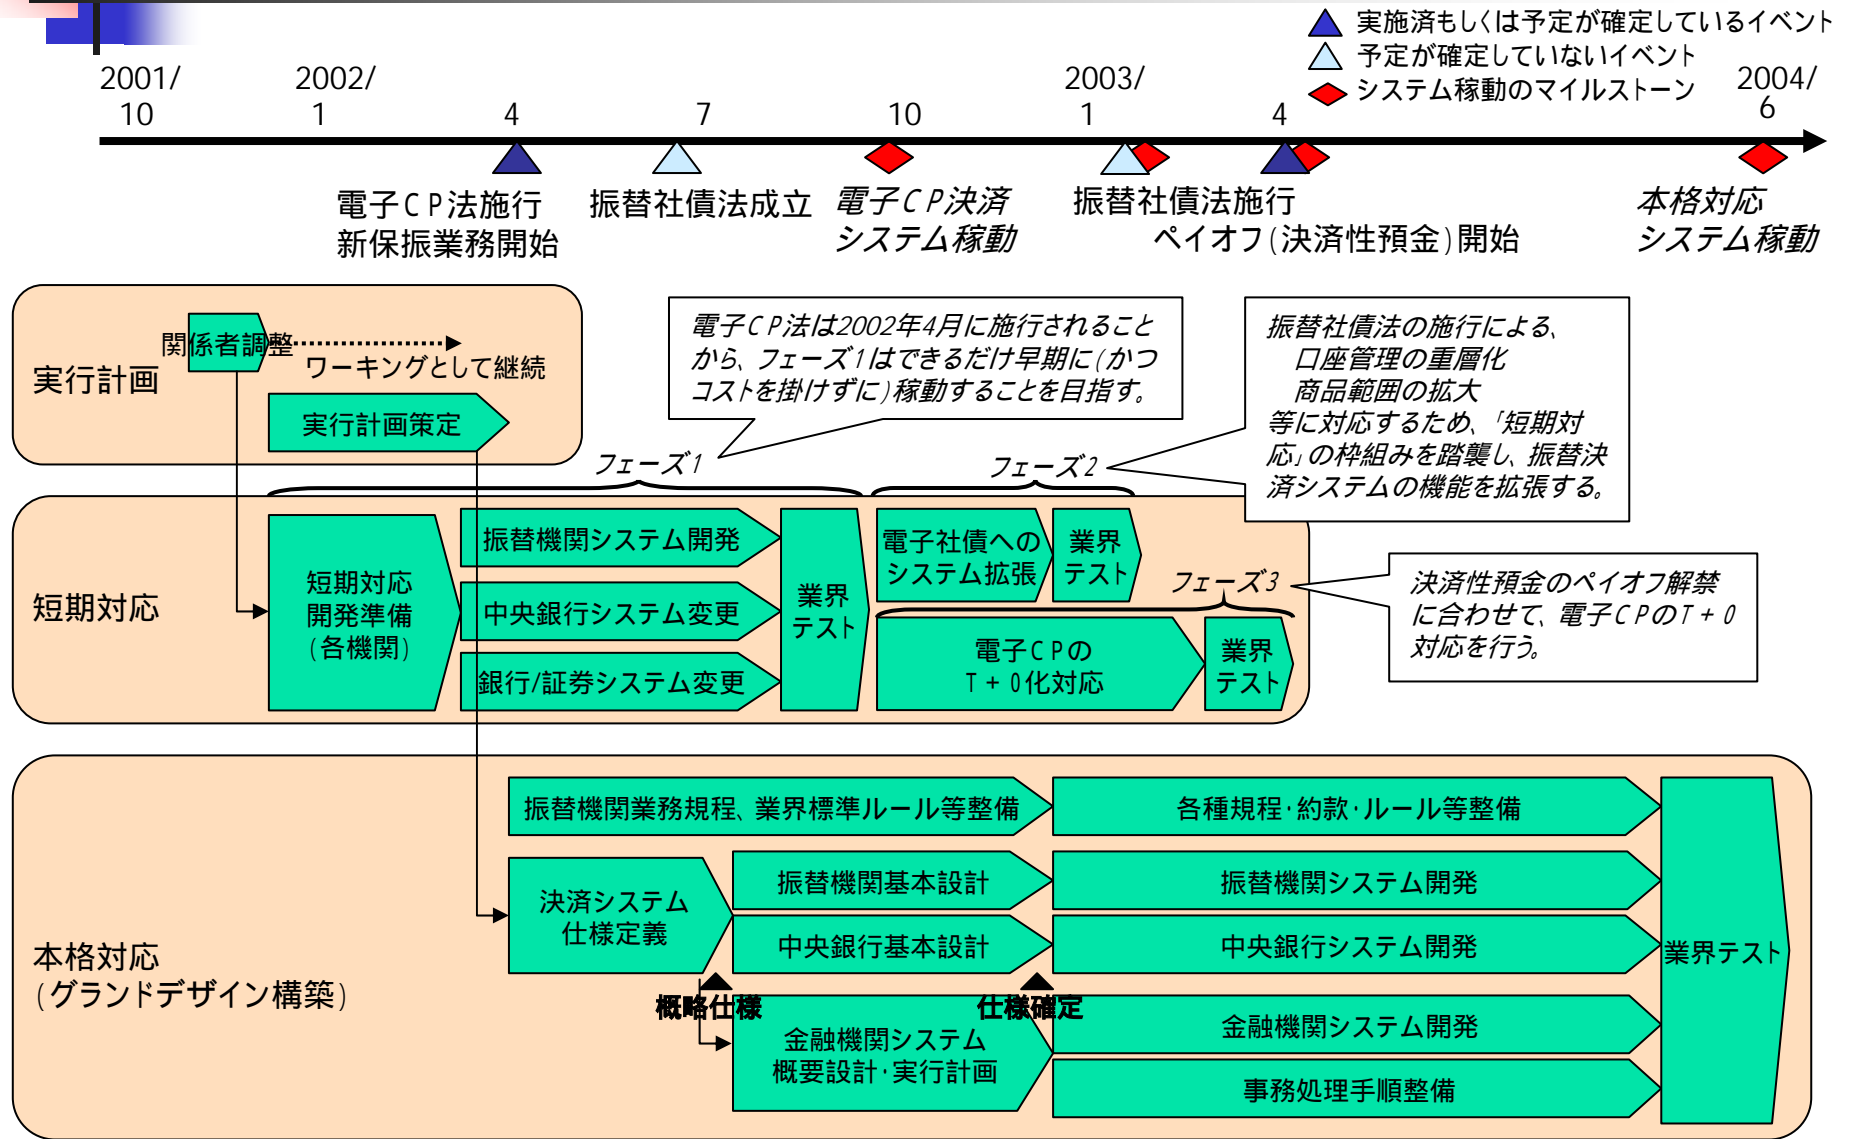 実施済もしくは予定が確定しているイベント
予定が確定していないイベント
システム稼動のマイルストーン
2001/
10
2002/
1
4
7
10
2003/
1
4
2004/
6
電子CP法施行
新保振業務開始
振替社債法成立
電子CP決済
システム稼動
振替社債法施行
ペイオフ(決済性預金)開始
本格対応
システム稼動
実行計画
関係者調整
ワーキングとして継続
実行計画策定
電子CP法は2002年4月に施行されること
から、フェーズ1はできるだけ早期に(かつ
コストを掛けずに)稼動することを目指す。
振替社債法の施行による、
口座管理の重層化
商品範囲の拡大
等に対応するため、「短期対
応」の枠組みを踏襲し、振替決
済システムの機能を拡張する。
フェーズ1
フェーズ2
短期対応
短期対応
開発準備
(各機関)
振替機関システム開発
中央銀行システム変更
銀行/証券システム変更
業界
テスト
電子社債への
システム拡張
業界
テスト
フェーズ3
電子CPの
T+0化対応
業界
テスト
決済性預金のペイオフ解禁
に合わせて、電子CPのT+0
対応を行う。
本格対応
(グランドデザイン構築)
振替機関業務規程、業界標準ルール等整備
各種規程・約款・ルール等整備
決済システム
仕様定義
振替機関基本設計
振替機関システム開発
中央銀行基本設計
中央銀行システム開発
概略仕様
仕様確定
金融機関システム
概要設計・実行計画
金融機関システム開発
事務処理手順整備
業界テスト